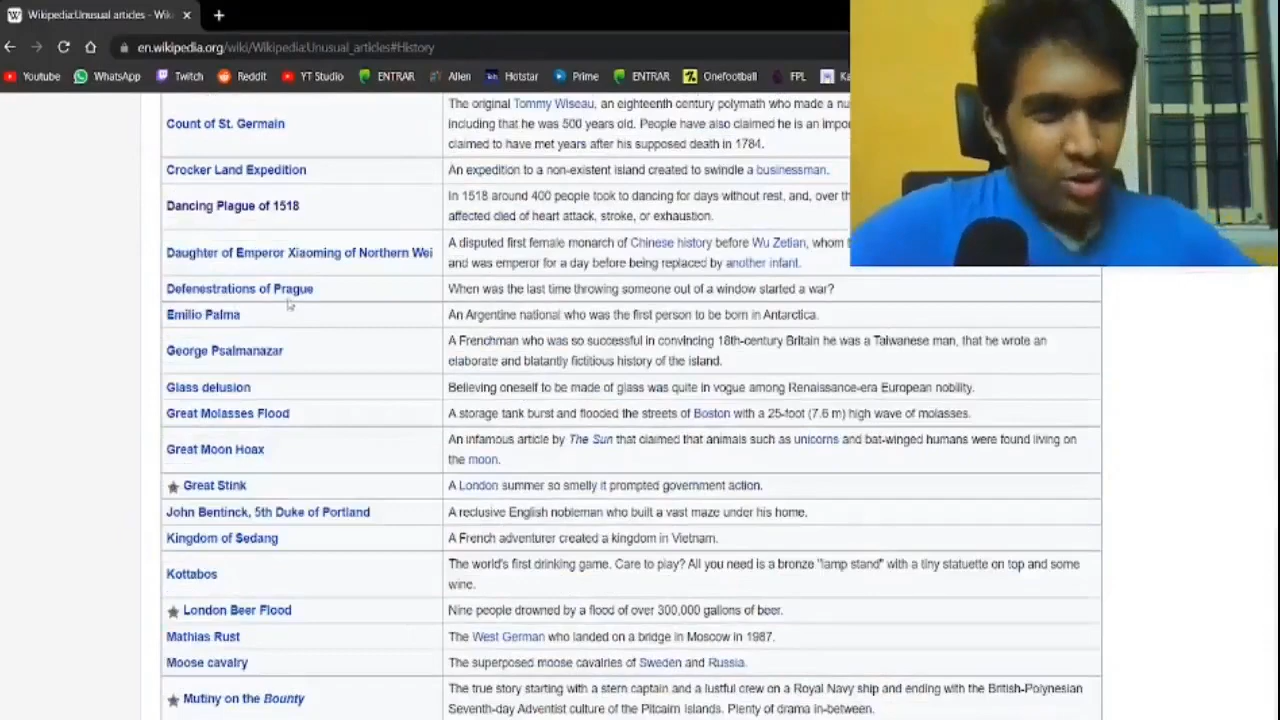 Wikipedia:Unusual articles - Wik
en.wikipedia.org/wiki/Wikipedia:Unusual_articles#History
Youtube WhatsApp Twitch Reddit YT Studio ENTRAR Allen Hotstar Prime ENTRAR Onefootball FPL
The original Tommy Wiseau, an eighteenth century polymath who made a nu
Count of St. Germain
including that he was 500 years old. People have also claimed he is an impor
claimed to have met years after his supposed death in 1784.
Crocker Land Expedition An expedition to a non-existent island created to swindle a businessman.
Dancing Plague of 1518
In 1518 around 400 people took to dancing for days without rest, and, over th
affected died of heart attack, stroke, or exhaustion.
Daughter of Emperor Xiaoming of Northern Wei
A disputed first female monarch of Chinese history before Wu Zetian, whom t
and was emperor for a day before being replaced by another infant.
Defenestrations of Prague When was the last time throwing someone out of a window started a war?
Emilio Palma An Argentine national who was the first person to be born in Antarctica.
George Psalmanazar
A Frenchman who was so successful in convincing 18th-century Britain he was a Taiwanese man, that he wrote an
elaborate and blatantly fictitious history of the island.
Glass delusion Believing oneself to be made of glass was quite in vogue among Renaissance-era European nobility.
Great Molasses Flood A storage tank burst and flooded the streets of Boston with a 25-foot (7.6 m) high wave of molasses.
Great Moon Hoax
An infamous article by The Sun that claimed that animals such as unicorns and bat-winged humans were found living on
the moon.
Great Stink A London summer so smelly it prompted government action.
John Bentinck, 5th Duke of Portland A reclusive English nobleman who built a vast maze under his home.
Kingdom of Sedang A French adventurer created a kingdom in Vietnam.
Kottabos
The world's first drinking game. Care to play? All you need is a bronze "lamp stand" with a tiny statuette on top and some
wine.
London Beer Flood Nine people drowned by a flood of over 300,000 gallons of beer.
Mathias Rust The West German who landed on a bridge in Moscow in 1987.
Moose cavalry The superposed moose cavalries of Sweden and Russia.
Mutiny on the Bounty
The true story starting with a stern captain and a lustful crew on a Royal Navy ship and ending with the British-Polynesian
Seventh-day Adventist culture of the Pitcairn Islands. Plenty of drama in-between.